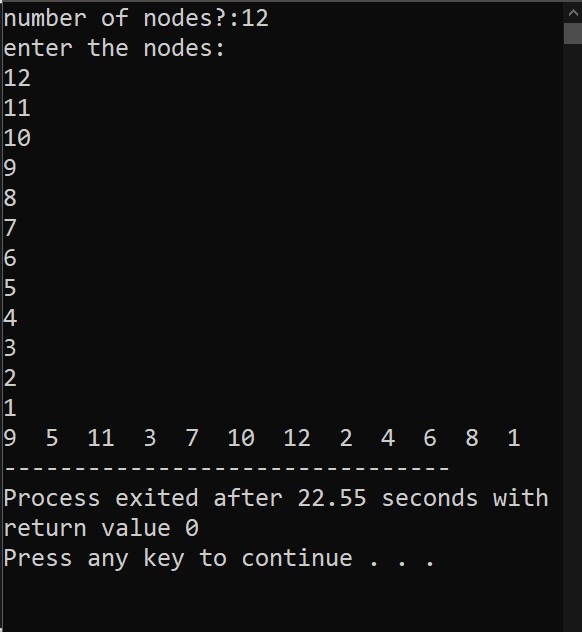 number of nodes?:12
enter the nodes:
12
11
10
9
8
7
6
5
4
3
2
1
9  5  11  3  7  10  12  2  4  6  8  1
--------------------------------
Process exited after 22.55 seconds with
return value 0
Press any key to continue . . .